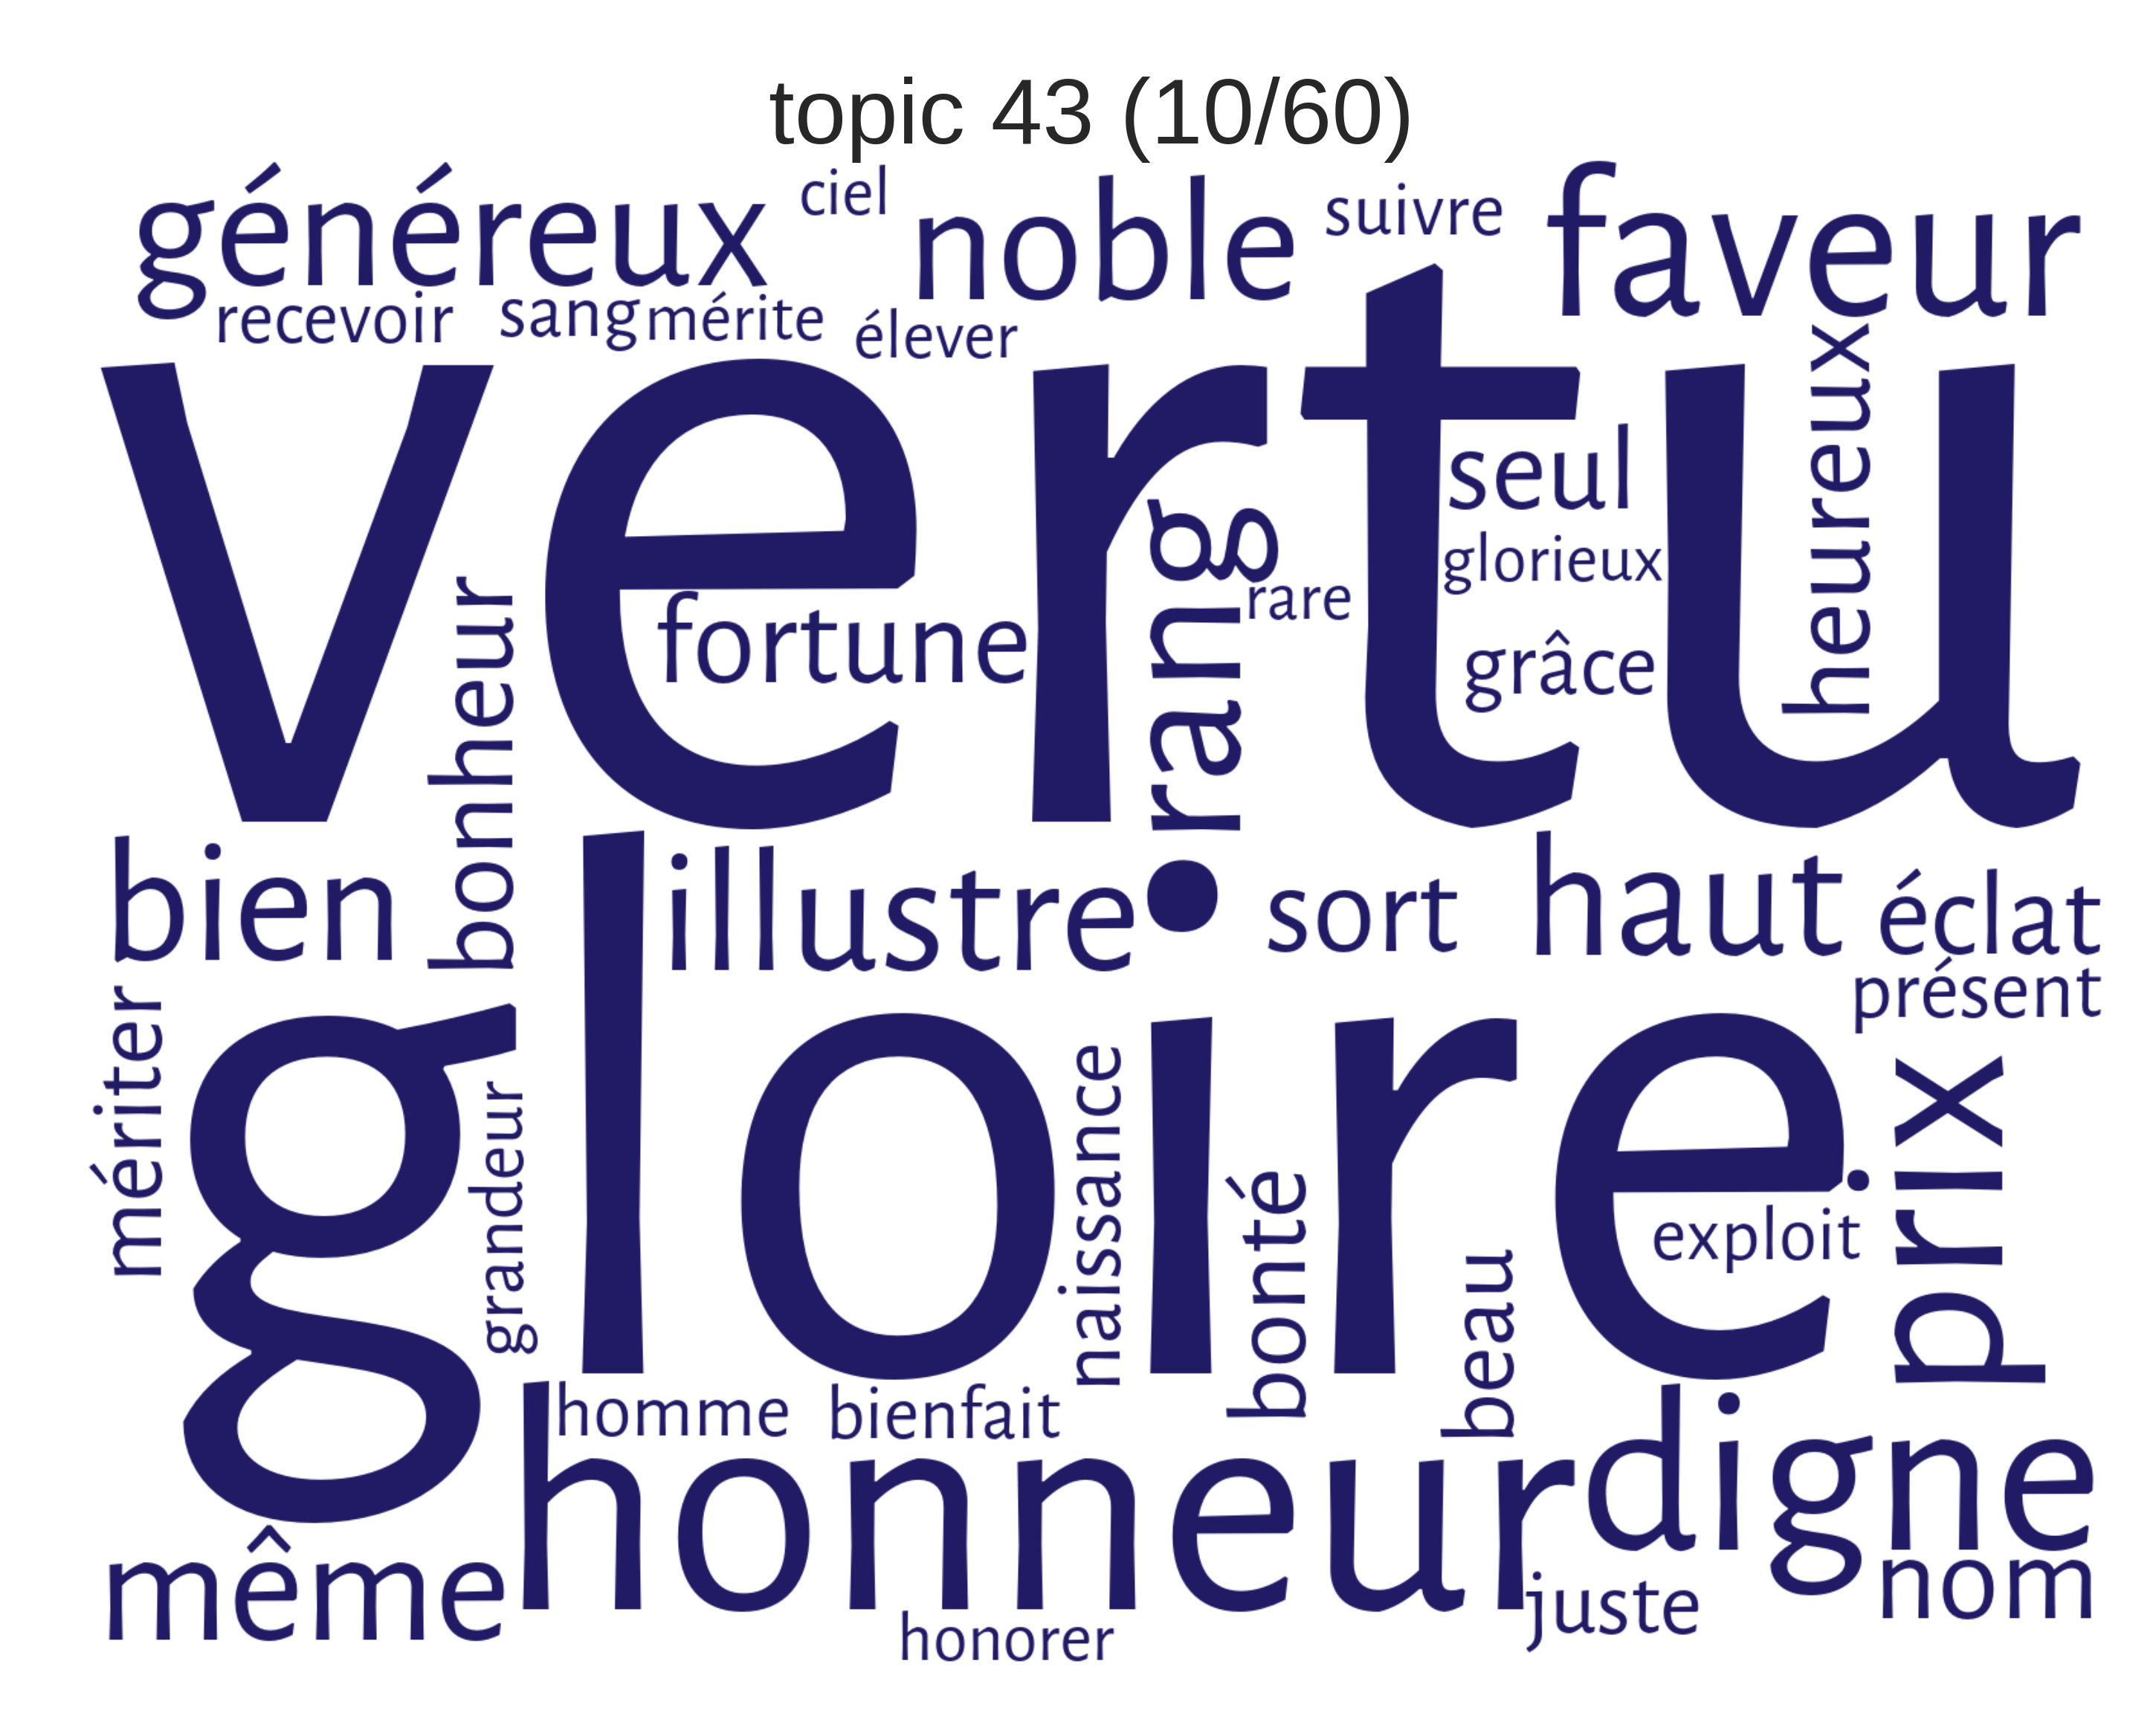 topic 43 (10/60)
généreux ciel noble suivre faveur
recevoir sang mérite élever
vertu
heureux
seul
glorieux
rang
rare
fortune
grâce
bonheur
bien illustre sort haut éclat
présent
mériter
gloire
grandeur
naissance
bonté
beau
exploit
prix
homme bienfait
honneur digne
même
juste nom
honorer